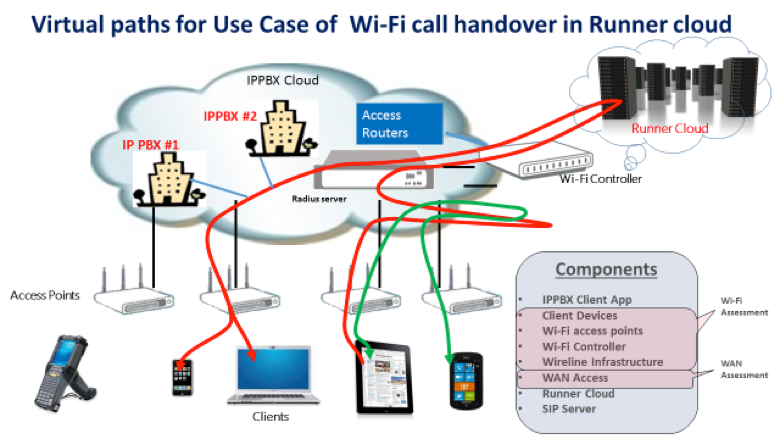 Virtual paths for Use Case of Wi-Fi call handover in Runner cloud
IPPBX Cloud
IPPBX #2
Access
Routers
IP PBX #1
Runner Cloud
Radius server
Wi-Fi Controller
Access Points
Clients
Components
• IPPBX Client App
• Client Devices
• Wi-Fi access points
• Wi-Fi Controller
• Wireline Infrastructure
• WAN Access
• Runner Cloud
• SIP Server
Wi-Fi
Assessment
WAN
Assessment